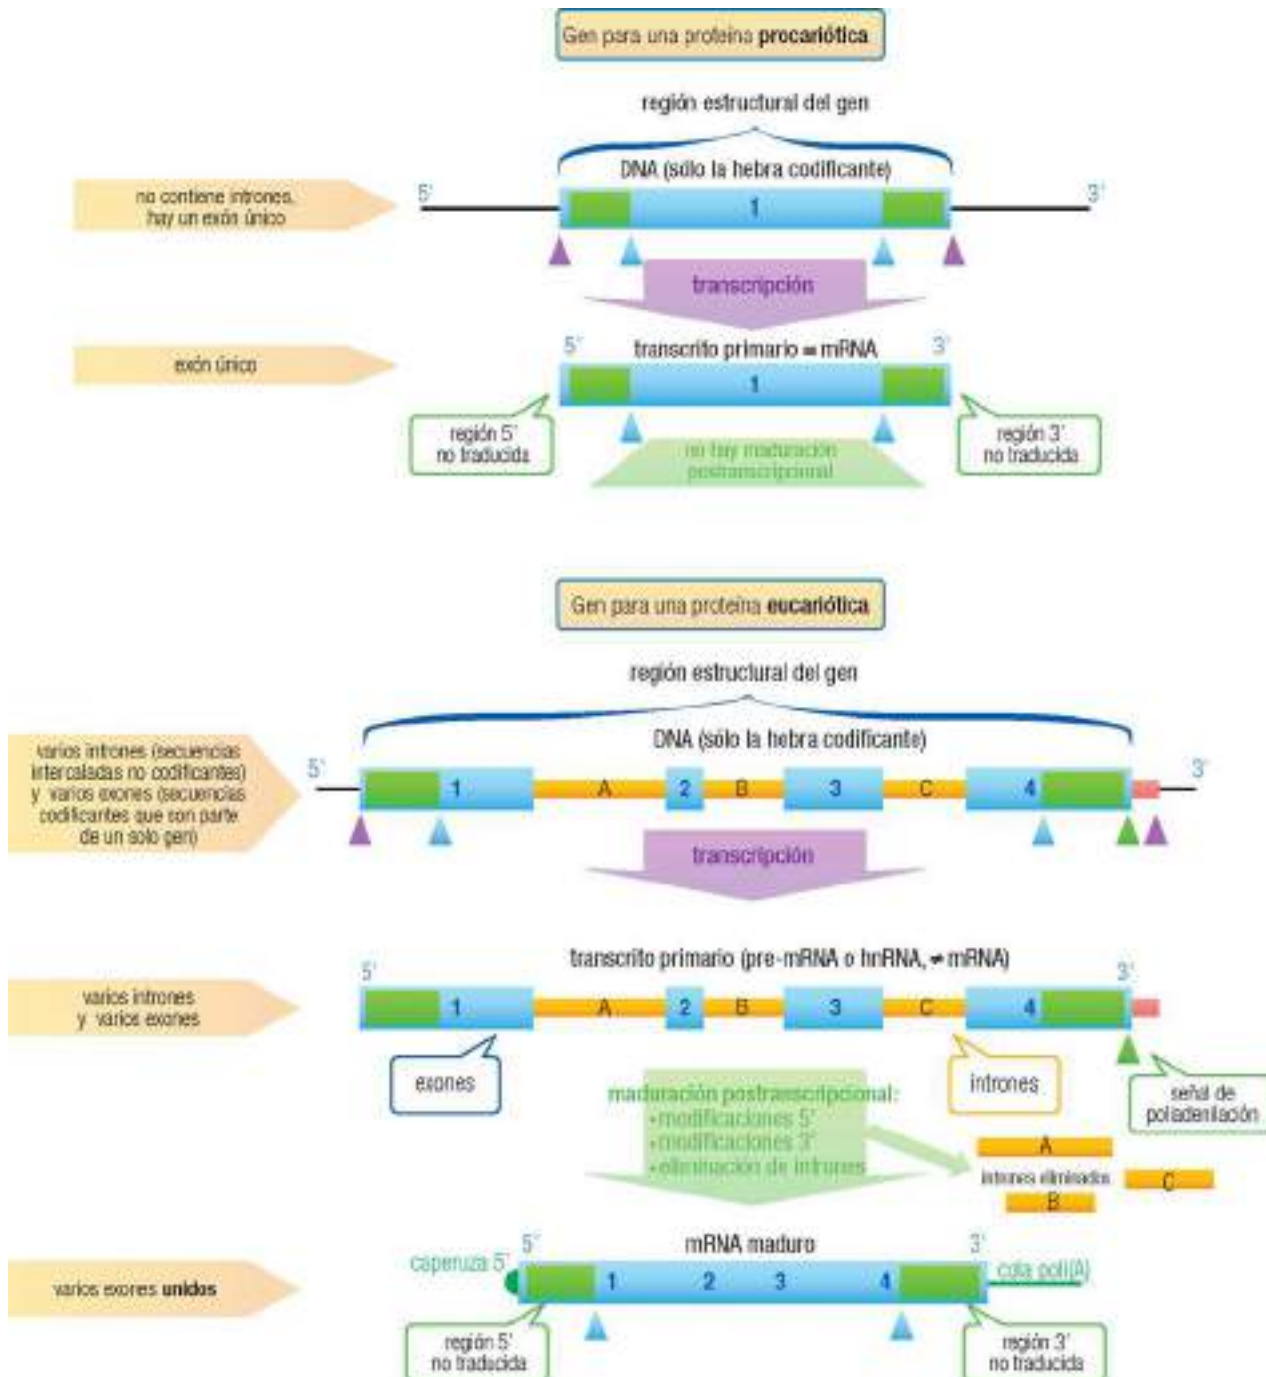 Gen para una proteína procariótica
región estructural del gen
DNA (sólo la hebra codificante)
no contiene intrones,
hay un exón único
5'
1
3'
transcripción
5'
transcrito primario = mRNA
3'
exón único
1
región 5'
no traducida
no hay maduración
postranscripcional
región 3'
no traducida
Gen para una proteína eucariótica
región estructural del gen
DNA (sólo la hebra codificante)
varios intrones (secuencias
intercaladas no codificantes)
y varios exones (secuencias
codificantes que son parte
de un solo gen)
5'
3'
1 A 2 B 3 C 4
transcripción
transcrito primario (pre-mRNA o hnRNA, ≠ mRNA)
5'
3'
varios intrones
y varios exones
1 A 2 B 3 C 4
exones
intrones
señal de
poliadenilación
maduración postranscripcional:
•modificaciones 5'
•modificaciones 3'
•eliminación de intrones
A
intrones eliminados
C
B
mRNA maduro
5'
3'
caperuza 5'
cola poli(A)
varios exones unidos
1 2 3 4
región 5'
no traducida
región 3'
no traducida